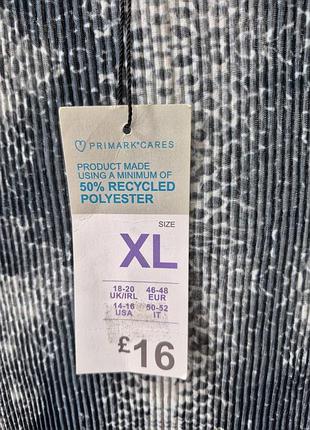 PRIMARK CARES
PRODUCT MADE
USING A MINIMUM OF
50% RECYCLED
POLYESTER
SIZE
XL
18-20 46-48
UK/IRL EUR
14-16 50-52
USA IT
£16